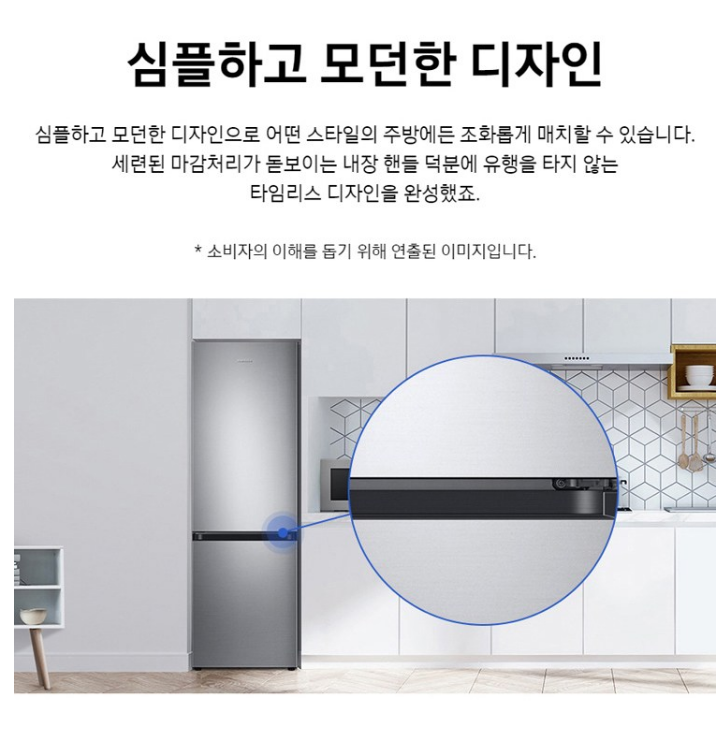 심플하고 모던한 디자인
심플하고 모던한 디자인으로 어떤 스타일의 주방에든 조화롭게 매치할 수 있습니다.
세련된 마감처리가 돋보이는 내장 핸들 덕분에 유행을 타지 않는
타임리스 디자인을 완성했죠.
* 소비자의 이해를 돕기 위해 연출된 이미지입니다.